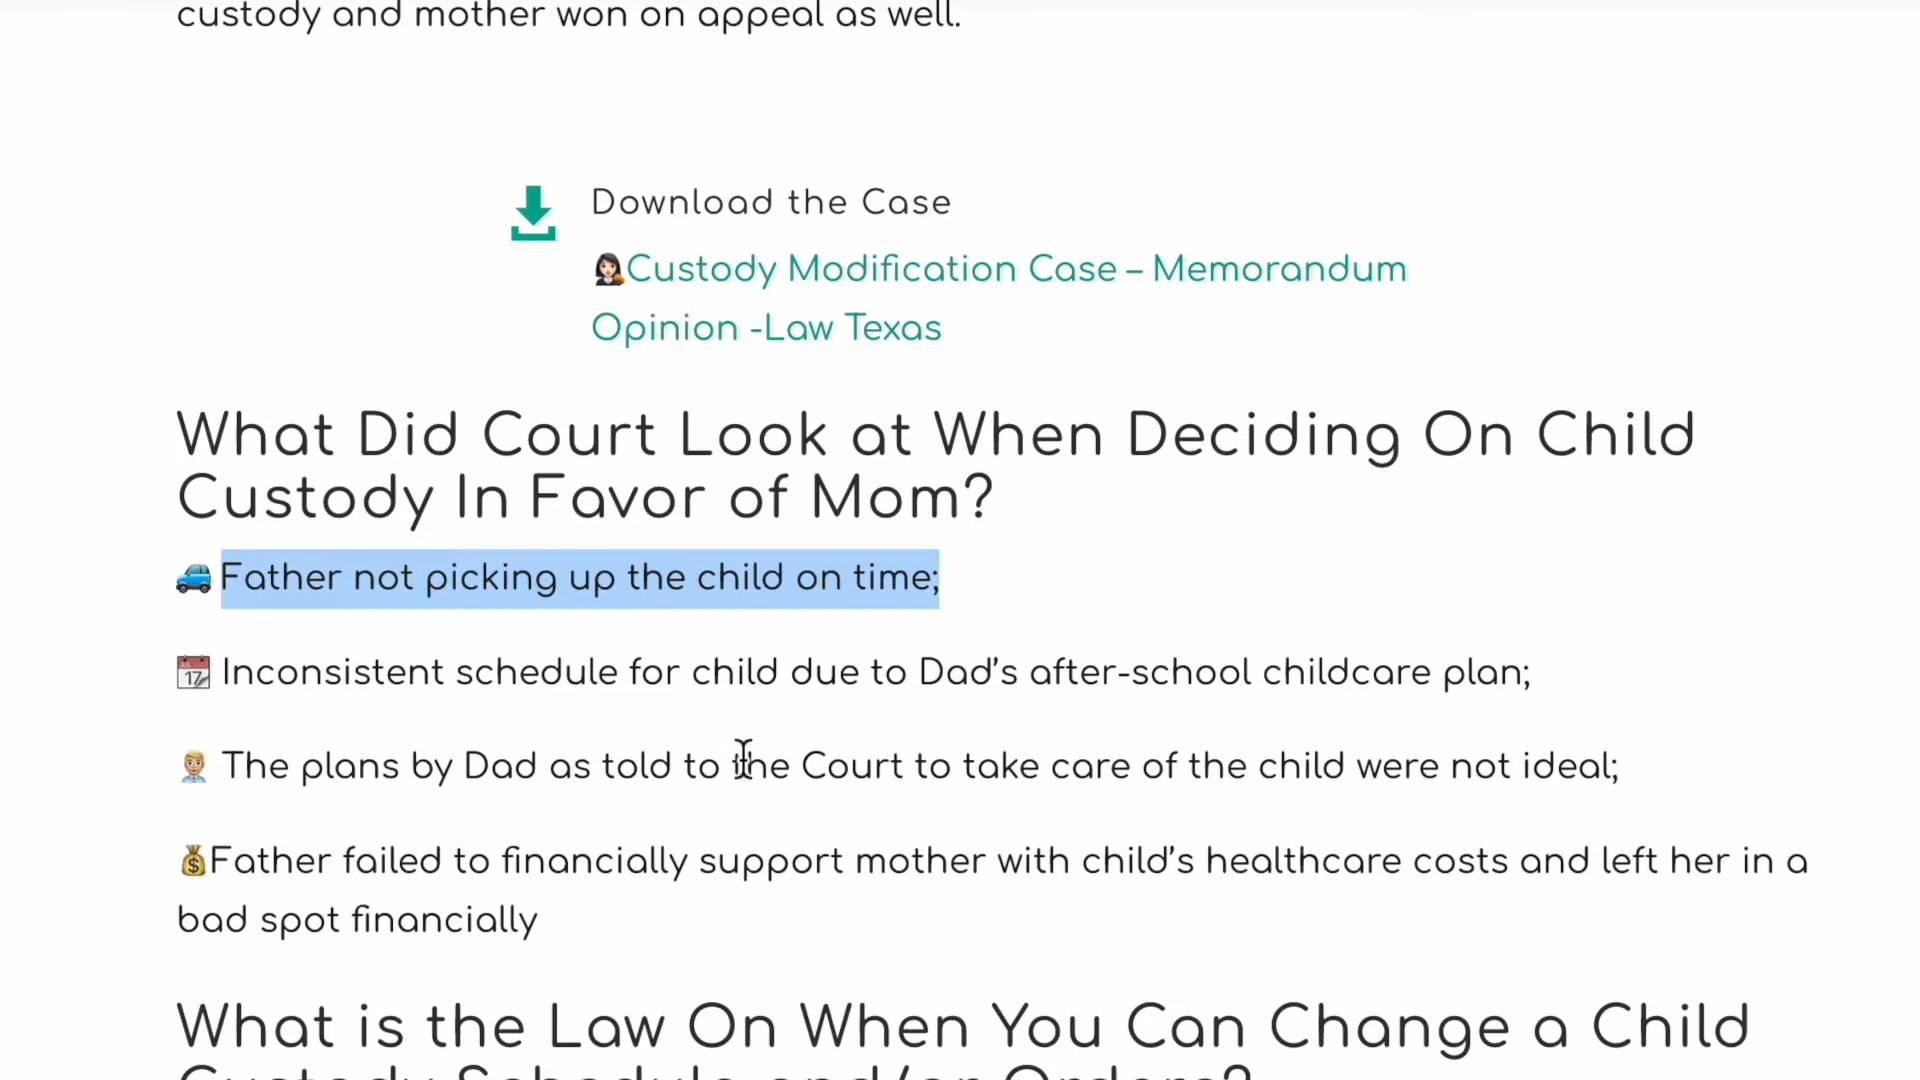 custody and mother won on appeal as well.
Download the Case
Custody Modification Case – Memorandum
Opinion -Law Texas
What Did Court Look at When Deciding On Child
Custody In Favor of Mom?
Father not picking up the child on time;
Inconsistent schedule for child due to Dad’s after-school childcare plan;
The plans by Dad as told to the Court to take care of the child were not ideal;
Father failed to financially support mother with child’s healthcare costs and left her in a
bad spot financially
What is the Law On When You Can Change a Child
Custody Schedule and/or Orders?